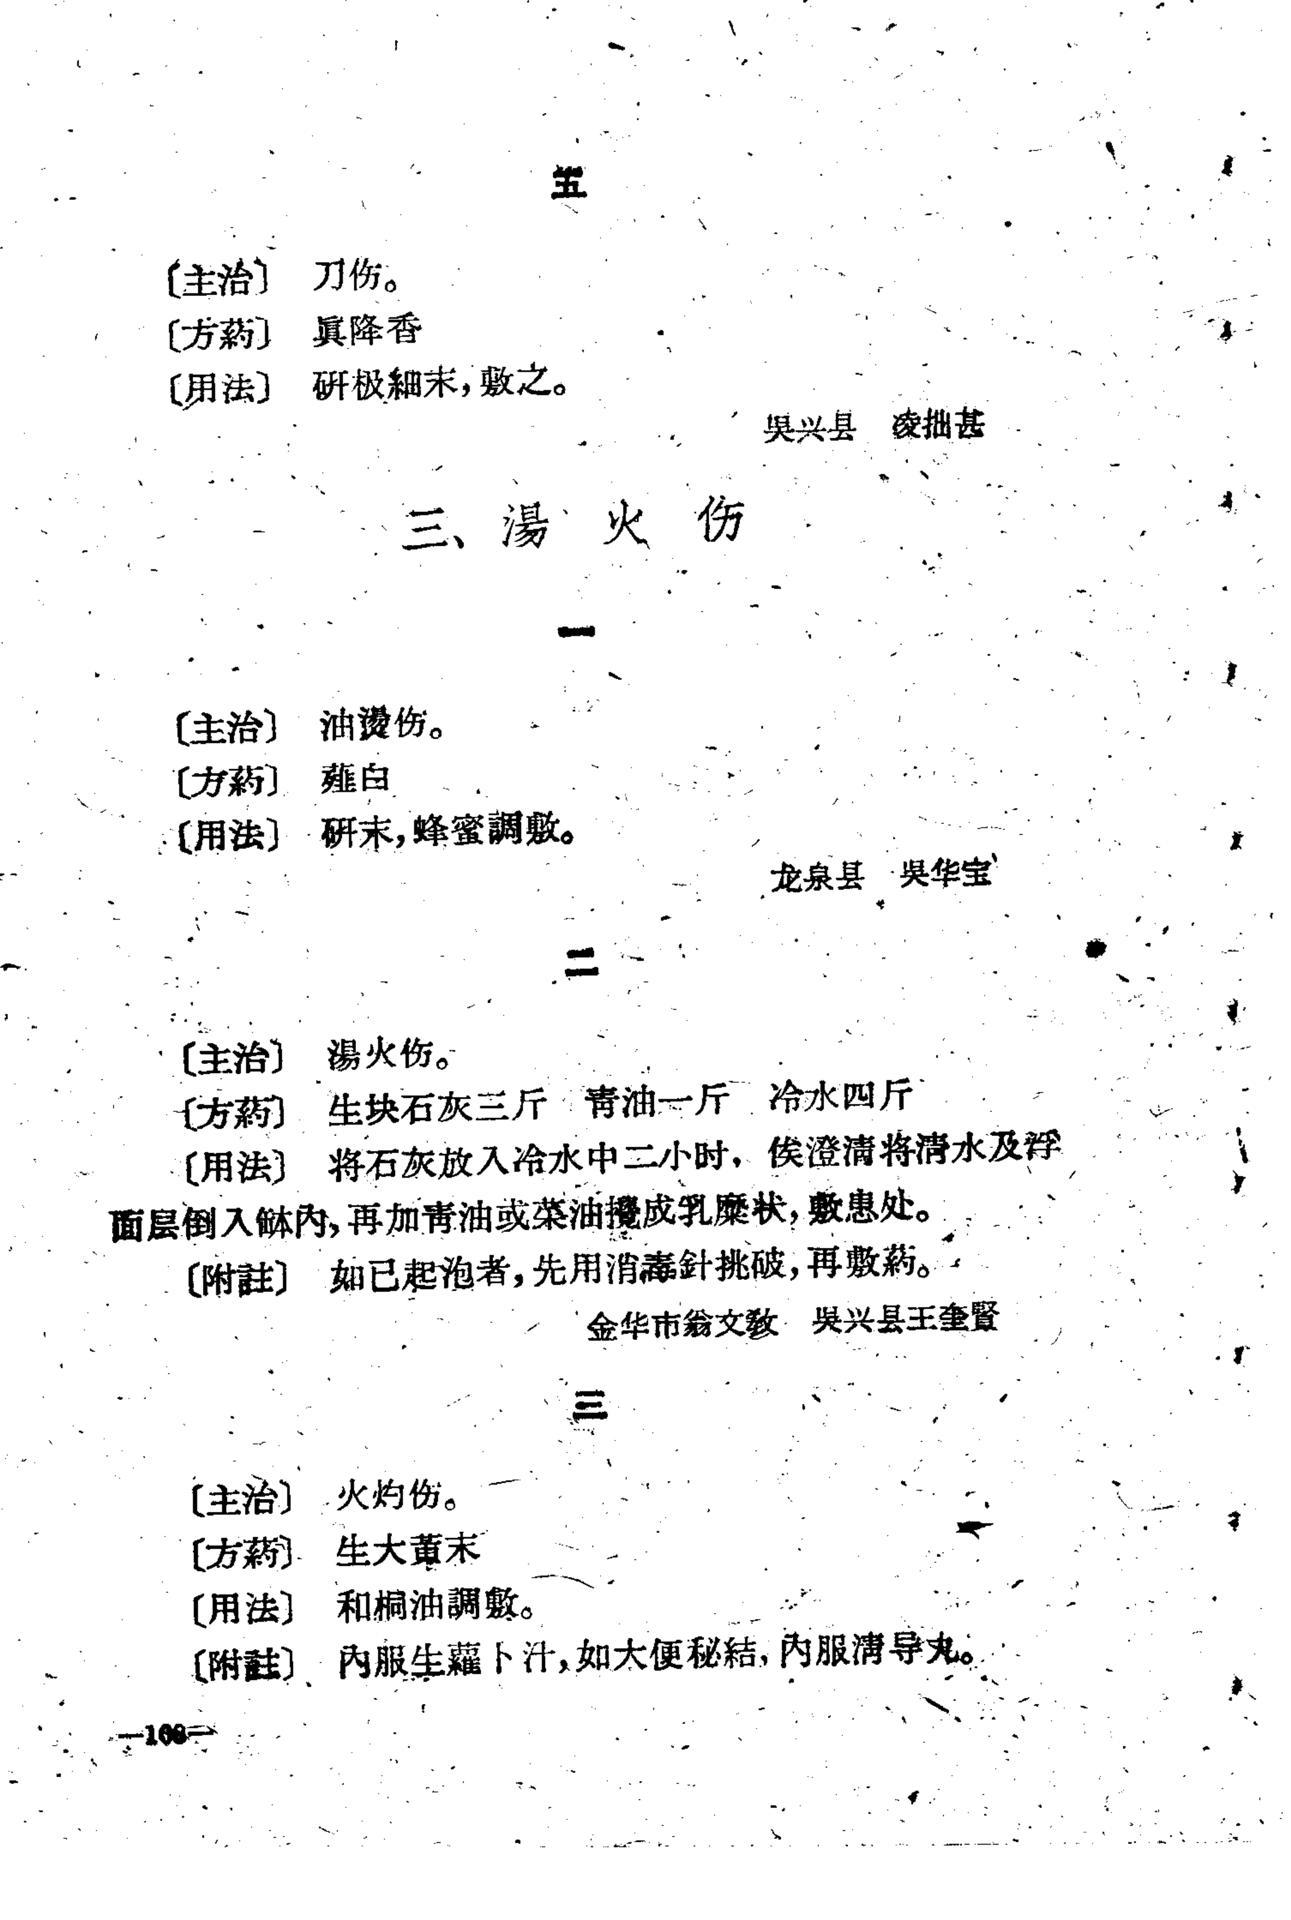 五
〔主治〕 刀伤。
〔方葯〕 眞降香
〔用法〕 研极細末，敷之。
吳兴县 凌拙甚
三、湯火伤
一
〔主治〕 油燙伤。
〔方葯〕 薤白
〔用法〕 研末，蜂蜜調敷。
龙泉县 吳华宝
二
〔主治〕 湯火伤。
〔方葯〕 生块石灰三斤 靑油一斤 冷水四斤
〔用法〕 将石灰放入冷水中二小时，俟澄清将清水及浮
面层倒入缽內，再加靑油或菜油攪成乳糜状，敷患处。
〔附註〕 如已起泡者，先用消毒針挑破，再敷葯。
金华市翁文教 吳兴县王奎賢
三
〔主治〕 火灼伤。
〔方葯〕 生大黃末
〔用法〕 和桐油調敷。
〔附註〕 內服生蘿卜汁，如大便秘結，內服清导丸。